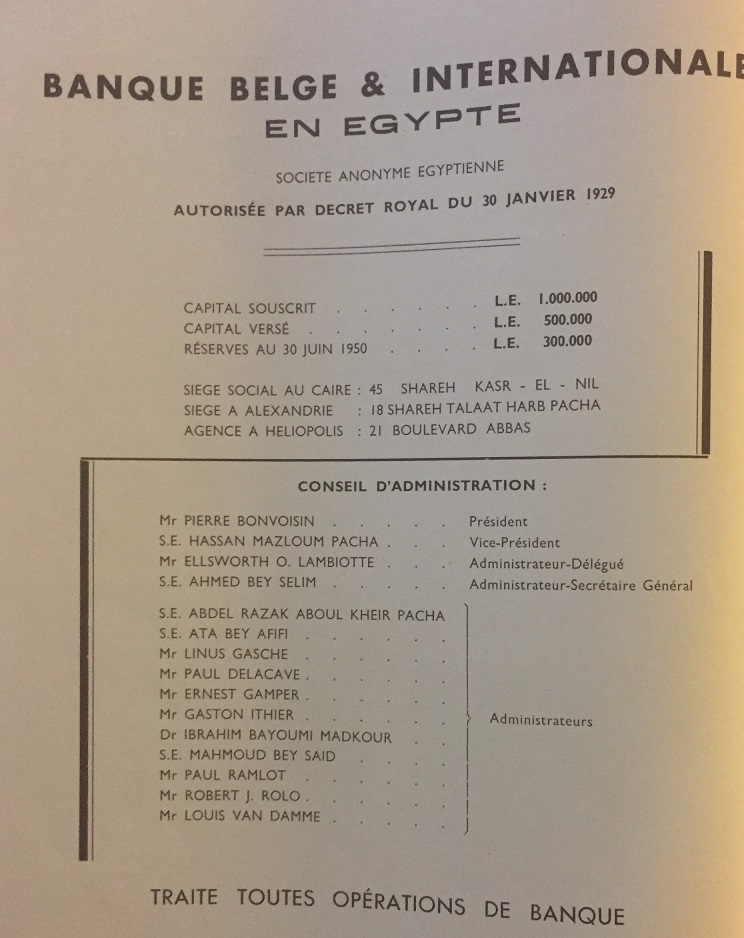 BANQUE BELGE & INTERNATIONALE
EN EGYPTE
SOCIETE ANONYME EGYPTIENNE
AUTORISÉE PAR DECRET ROYAL DU 30 JANVIER 1929
CAPITAL SOUSCRIT . . . . . . L.E. 1.000.000
CAPITAL VERSÉ . . . . . . . L.E. 500.000
RÉSERVES AU 30 JUIN 1950 . . . . L.E. 300.000
SIEGE SOCIAL AU CAIRE : 45 SHAREH KASR - EL - NIL
SIEGE A ALEXANDRIE : 18 SHAREH TALAAT HARB PACHA
AGENCE A HELIOPOLIS : 21 BOULEVARD ABBAS
CONSEIL D'ADMINISTRATION :
Mr PIERRE BONVOISIN . . . . . Président
S.E. HASSAN MAZLOUM PACHA . . . Vice-Président
Mr ELLSWORTH O. LAMBIOTTE . . . Administrateur-Délégué
S.E. AHMED BEY SELIM . . . . . Administrateur-Secrétaire Général
S.E. ABDEL RAZAK ABOUL KHEIR PACHA
S.E. ATA BEY AFIFI . . . . . .
Mr LINUS GASCHE . . . . . .
Mr PAUL DELACAVE . . . . . .
Mr ERNEST GAMPER . . . . . .
Mr GASTON ITHIER . . . . . . Administrateurs
Dr IBRAHIM BAYOUMI MADKOUR . .
S.E. MAHMOUD BEY SAID . . . .
Mr PAUL RAMLOT . . . . . .
Mr ROBERT J. ROLO . . . . . .
Mr LOUIS VAN DAMME . . . . .
TRAITE TOUTES OPÉRATIONS DE BANQUE